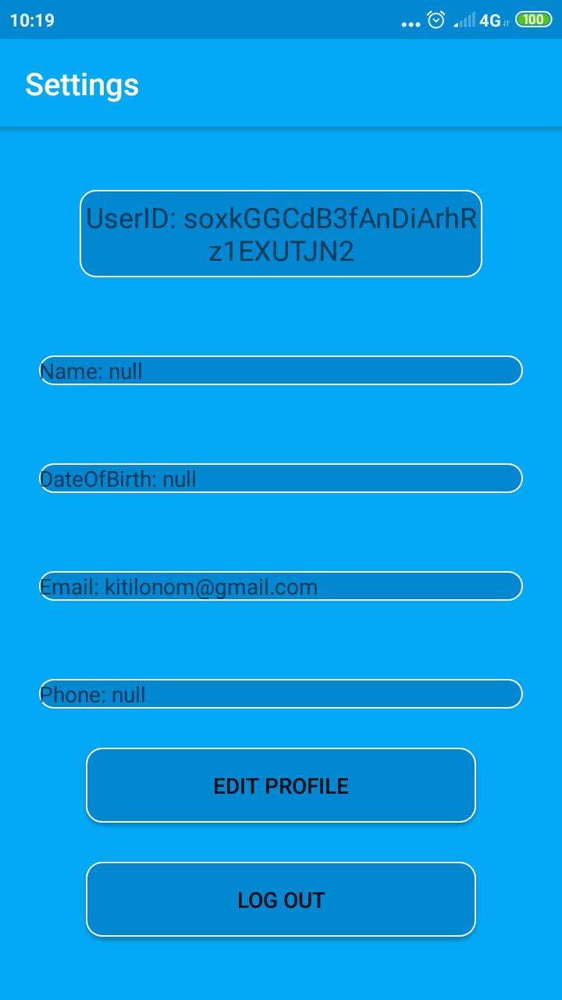 10:19
4G
100
Settings
UserID: soxkGGCdB3fAnDiArhR
z1EXUTJN2
Name: null
DateOfBirth: null
Email: kitilonom@gmail.com
Phone: null
EDIT PROFILE
LOG OUT